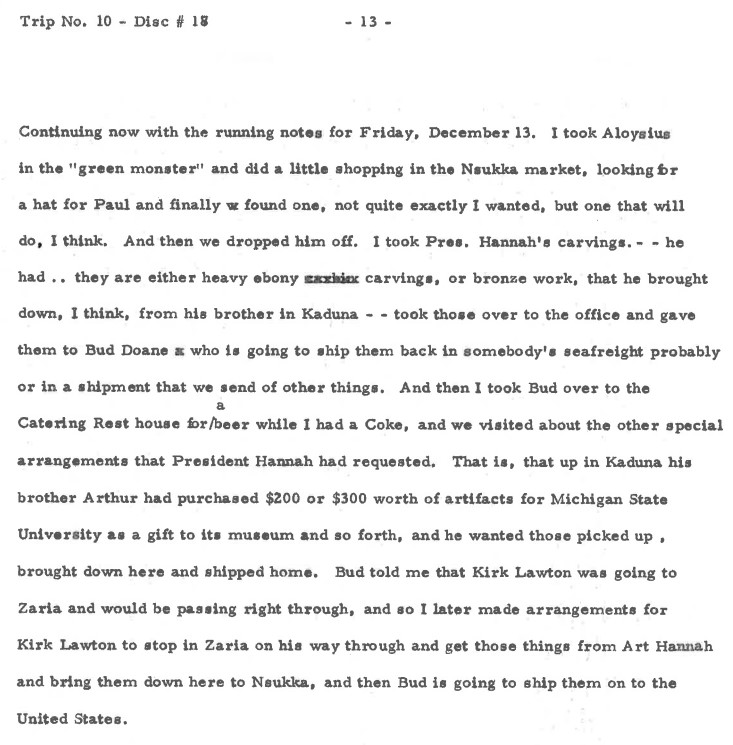 Trip No. 10 - Disc # 18 - 13 -
Continuing now with the running notes for Friday, December 13. I took Aloysius
in the "green monster" and did a little shopping in the Nsukka market, looking for
a hat for Paul and finally w found one, not quite exactly I wanted, but one that will
do, I think. And then we dropped him off. I took Pres. Hannah's carvings. - - he
had .. they are either heavy ebony carvings, or bronze work, that he brought
down, I think, from his brother in Kaduna - - took those over to the office and gave
them to Bud Doane x who is going to ship them back in somebody's seafreight probably
or in a shipment that we send of other things. And then I took Bud over to the
a
Catering Rest house for/beer while I had a Coke, and we visited about the other special
arrangements that President Hannah had requested. That is, that up in Kaduna his
brother Arthur had purchased $200 or $300 worth of artifacts for Michigan State
University as a gift to its museum and so forth, and he wanted those picked up ,
brought down here and shipped home. Bud told me that Kirk Lawton was going to
Zaria and would be passing right through, and so I later made arrangements for
Kirk Lawton to stop in Zaria on his way through and get those things from Art Hannah
and bring them down here to Nsukka, and then Bud is going to ship them on to the
United States.